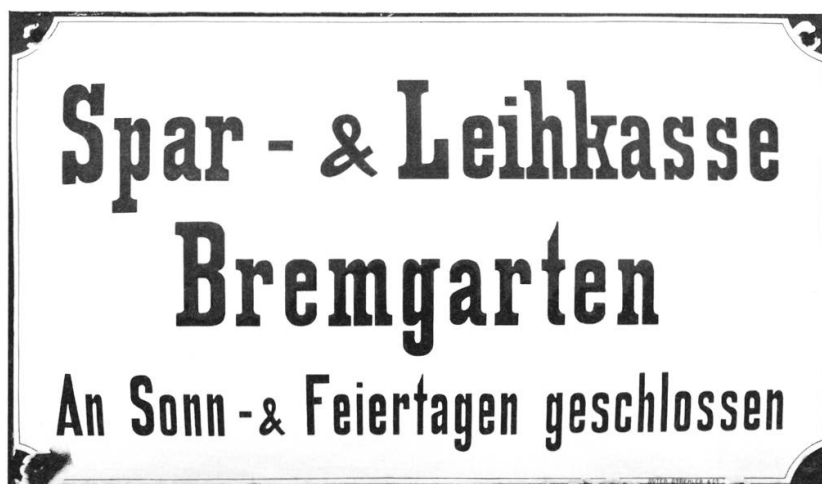 Spar - & Leihkasse
Bremgarten
An Sonn - & Feiertagen geschlossen